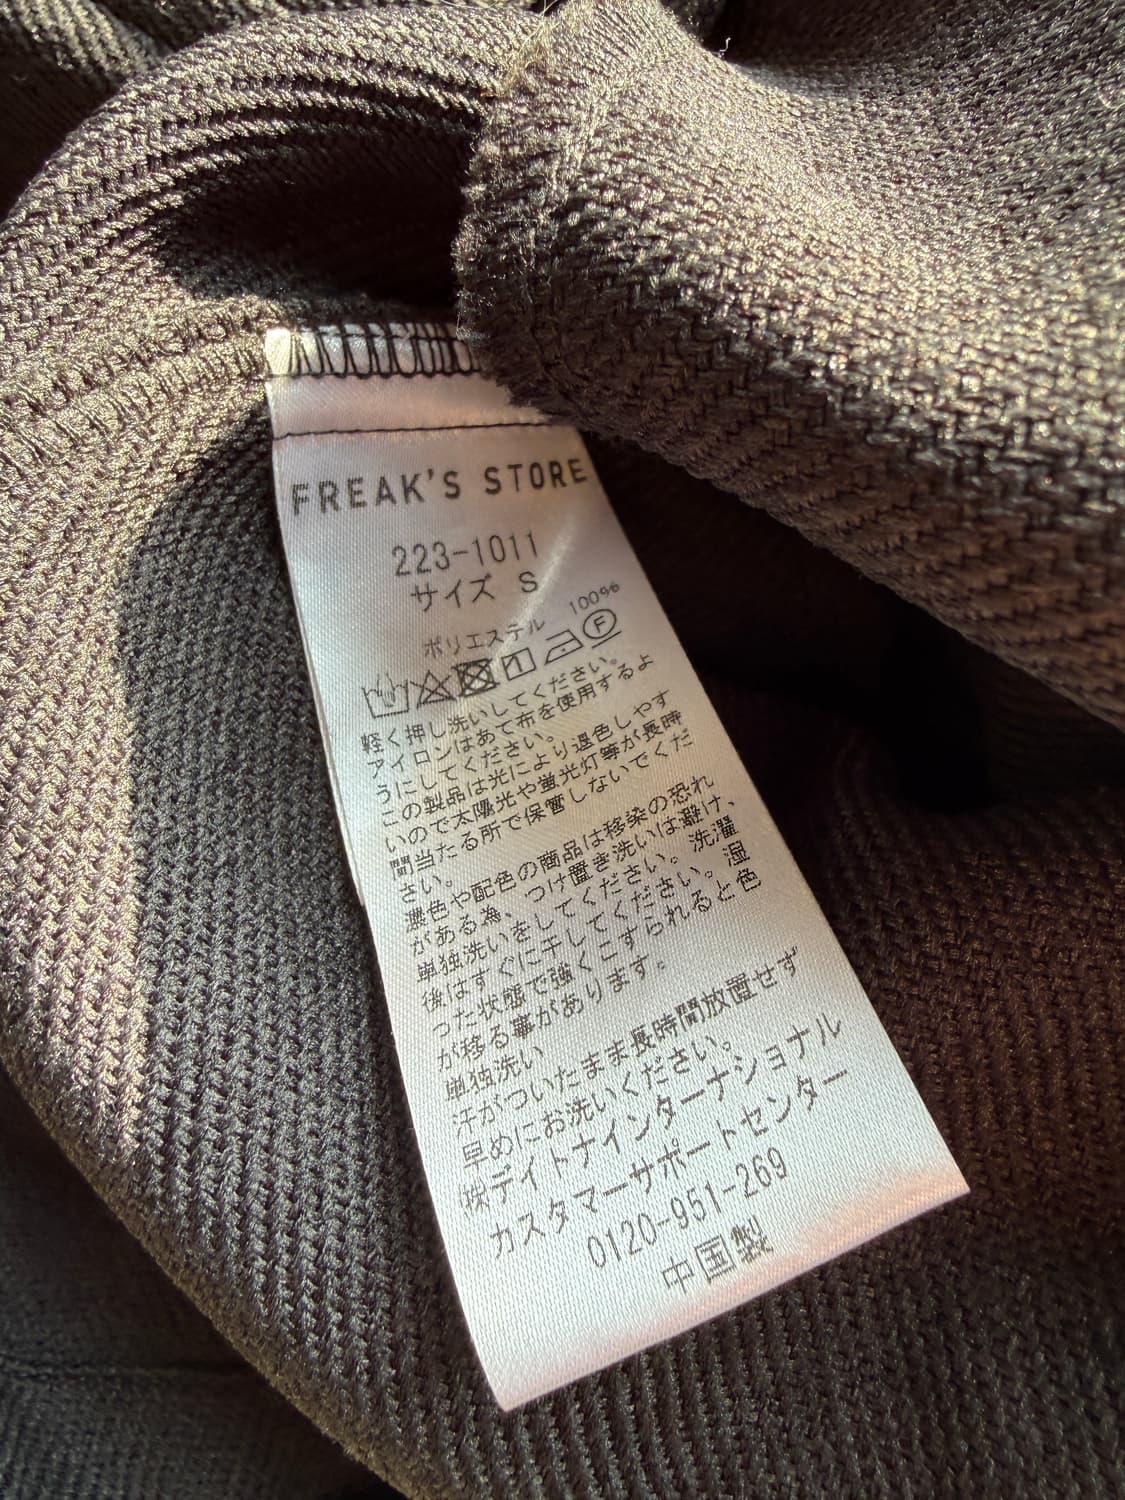 FREAK'S STORE
223-1011
サイズ S
ポリエステル 100%
F
軽く押し洗いしてください。
アイロンはあて布を使用するよ
うにしてください。
この製品は光により退色しやす
いので太陽光や蛍光灯等が長時
間当たる所で保管しないでくだ
さい。
濃色や配色の商品は移染の恐れ
がある為、つけ置き洗いは避け、
単独洗いをしてください。洗濯
後はすぐに干してください。湿
った状態で強くこすられると色
が移る事があります。
単独洗い
汗がついたまま長時間放置せず
早めにお洗いください。
㈱デイトナインターナショナル
カスタマーサポートセンター
0120-951-269
中国製